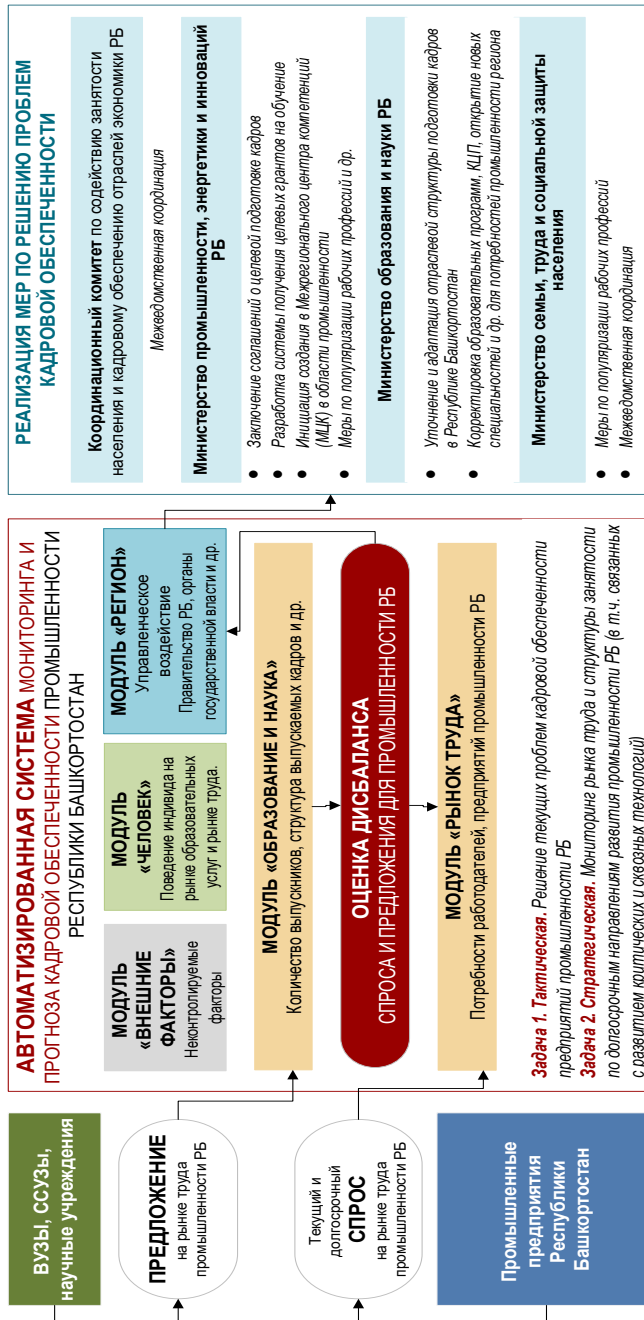 ВУЗЫ, ССУЗы,
научные учреждения
ПРЕДЛОЖЕНИЕ
на рынке труда
промышленности РБ
Текущий и
долгосрочный
СПРОС
на рынке труда
промышленности РБ
Промышленные
предприятия
Республики
Башкортостан
АВТОМАТИЗИРОВАННАЯ СИСТЕМА МОНИТОРИНГА И
ПРОГНОЗА КАДРОВОЙ ОБЕСПЕЧЕННОСТИ ПРОМЫШЛЕННОСТИ
РЕСПУБЛИКИ БАШКОРТОСТАН
МОДУЛЬ
«ВНЕШНИЕ
ФАКТОРЫ»
Неконтролируемые
факторы
МОДУЛЬ
«ЧЕЛОВЕК»
Поведение индивида на
рынке образовательных
услуг и рынке труда.
МОДУЛЬ «РЕГИОН»
Управленческое
воздействие
Правительство РБ, органы
государственной власти и др.
МОДУЛЬ «ОБРАЗОВАНИЕ И НАУКА»
Количество выпускников, структура выпускаемых кадров и др.
ОЦЕНКА ДИСБАЛАНСА
СПРОСА И ПРЕДЛОЖЕНИЯ ДЛЯ ПРОМЫШЛЕННОСТИ РБ
МОДУЛЬ «РЫНОК ТРУДА»
Потребности работодателей, предприятий промышленности РБ
Задача 1. Тактическая. Решение текущих проблем кадровой обеспеченности
предприятий промышленности РБ
Задача 2. Стратегическая. Мониторинг рынка труда и структуры занятости
по долгосрочным направлениям развития промышленности РБ (в т.ч. связанных
с развитием критических и сквозных технологий)
РЕАЛИЗАЦИЯ МЕР ПО РЕШЕНИЮ ПРОБЛЕМ
КАДРОВОЙ ОБЕСПЕЧЕННОСТИ
Координационный комитет по содействию занятости
населения и кадровому обеспечению отраслей экономики РБ
Межведомственная координация
Министерство промышленности, энергетики и инноваций
РБ
● Заключение соглашений о целевой подготовке кадров
● Разработка системы получения целевых грантов на обучение
● Инициация создания в Межрегионального центра компетенций
(МЦК) в области промышленности
● Меры по популяризации рабочих профессий и др.
Министерство образования и науки РБ
● Уточнение и адаптация отраслевой структуры подготовки кадров
в Республике Башкортостан
● Корректировка образовательных программ, КЦП, открытие новых
специальностей и др. для потребностей промышленности региона
Министерство семьи, труда и социальной защиты
населения
● Меры по популяризации рабочих профессий
● Межведомственная координация